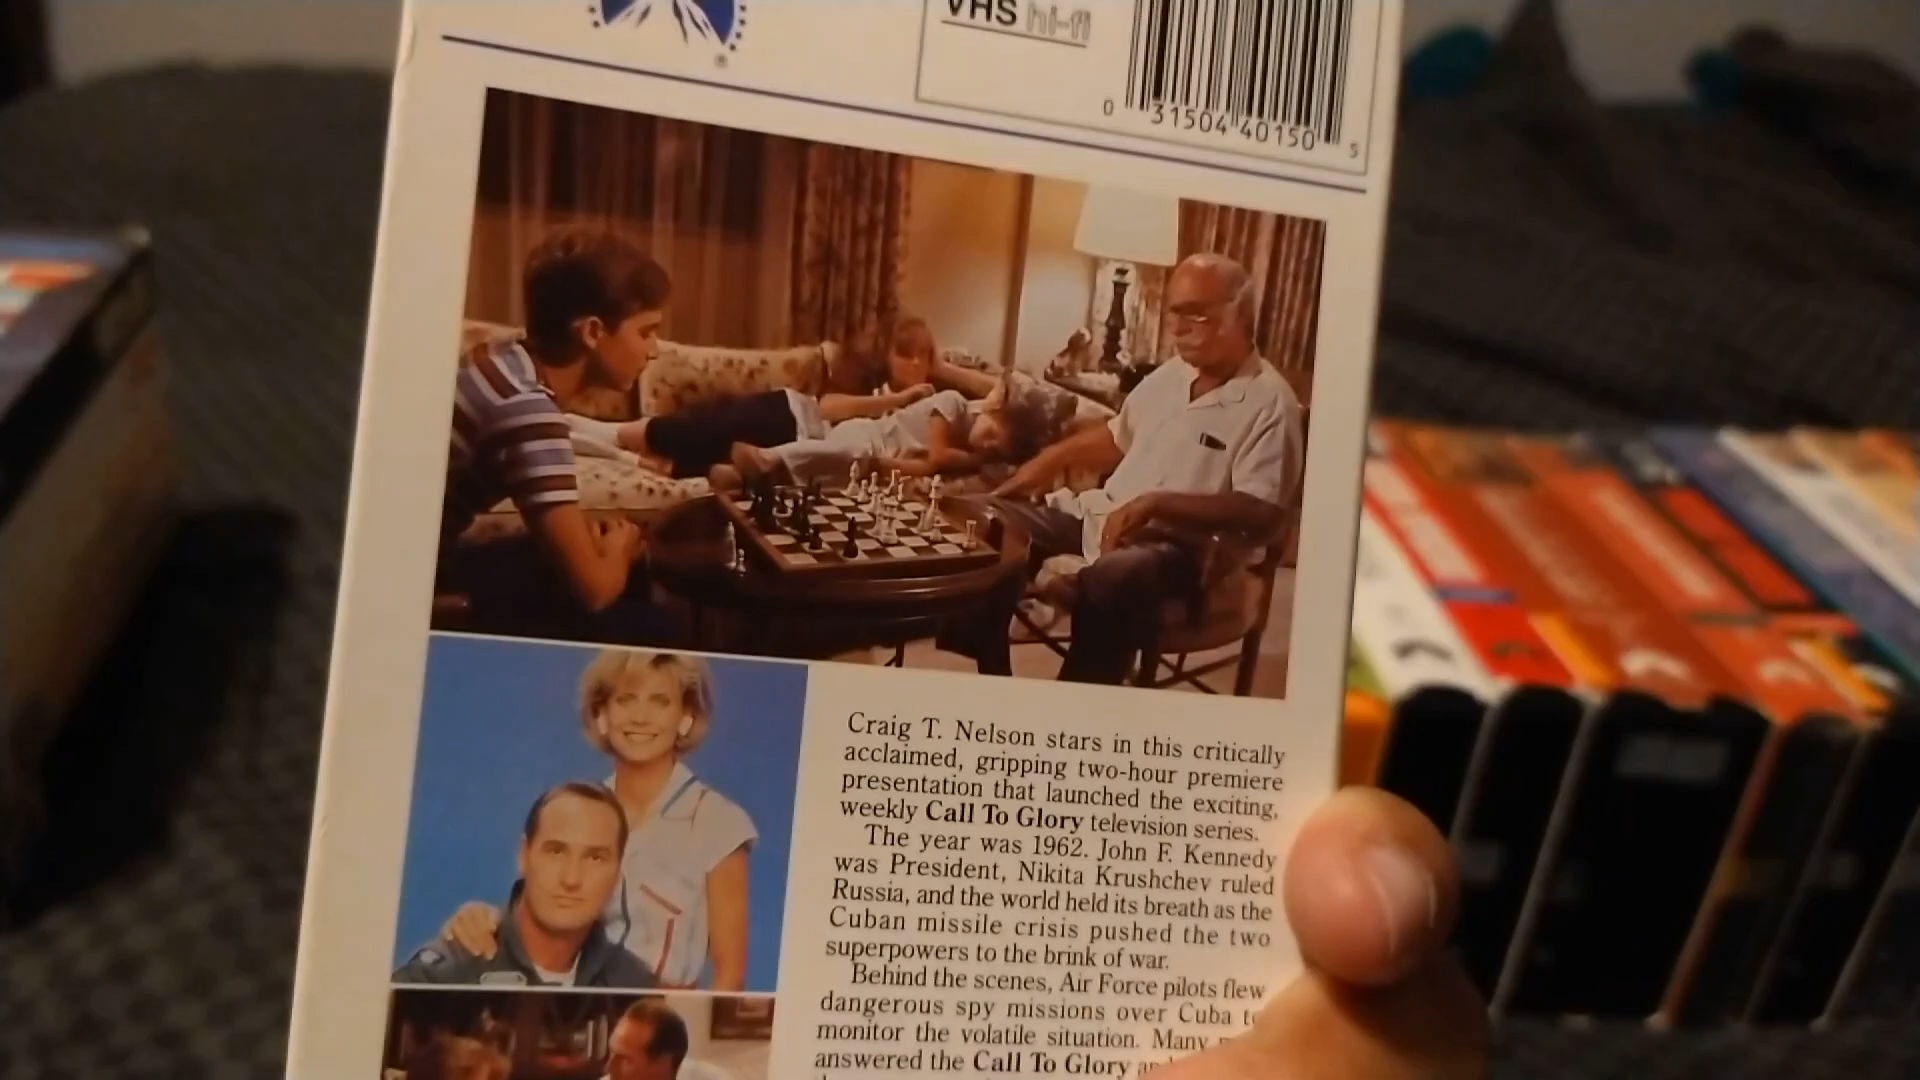 VHS hi-fi
0 31504 40150 5
®
Craig T. Nelson stars in this critically
acclaimed, gripping two-hour premiere
presentation that launched the exciting,
weekly Call To Glory television series.
The year was 1962. John F. Kennedy
was President, Nikita Krushchev ruled
Russia, and the world held its breath as the
Cuban missile crisis pushed the two
superpowers to the brink of war.
Behind the scenes, Air Force pilots flew
dangerous spy missions over Cuba
monitor the volatile situation. Many
answered the Call To Glory